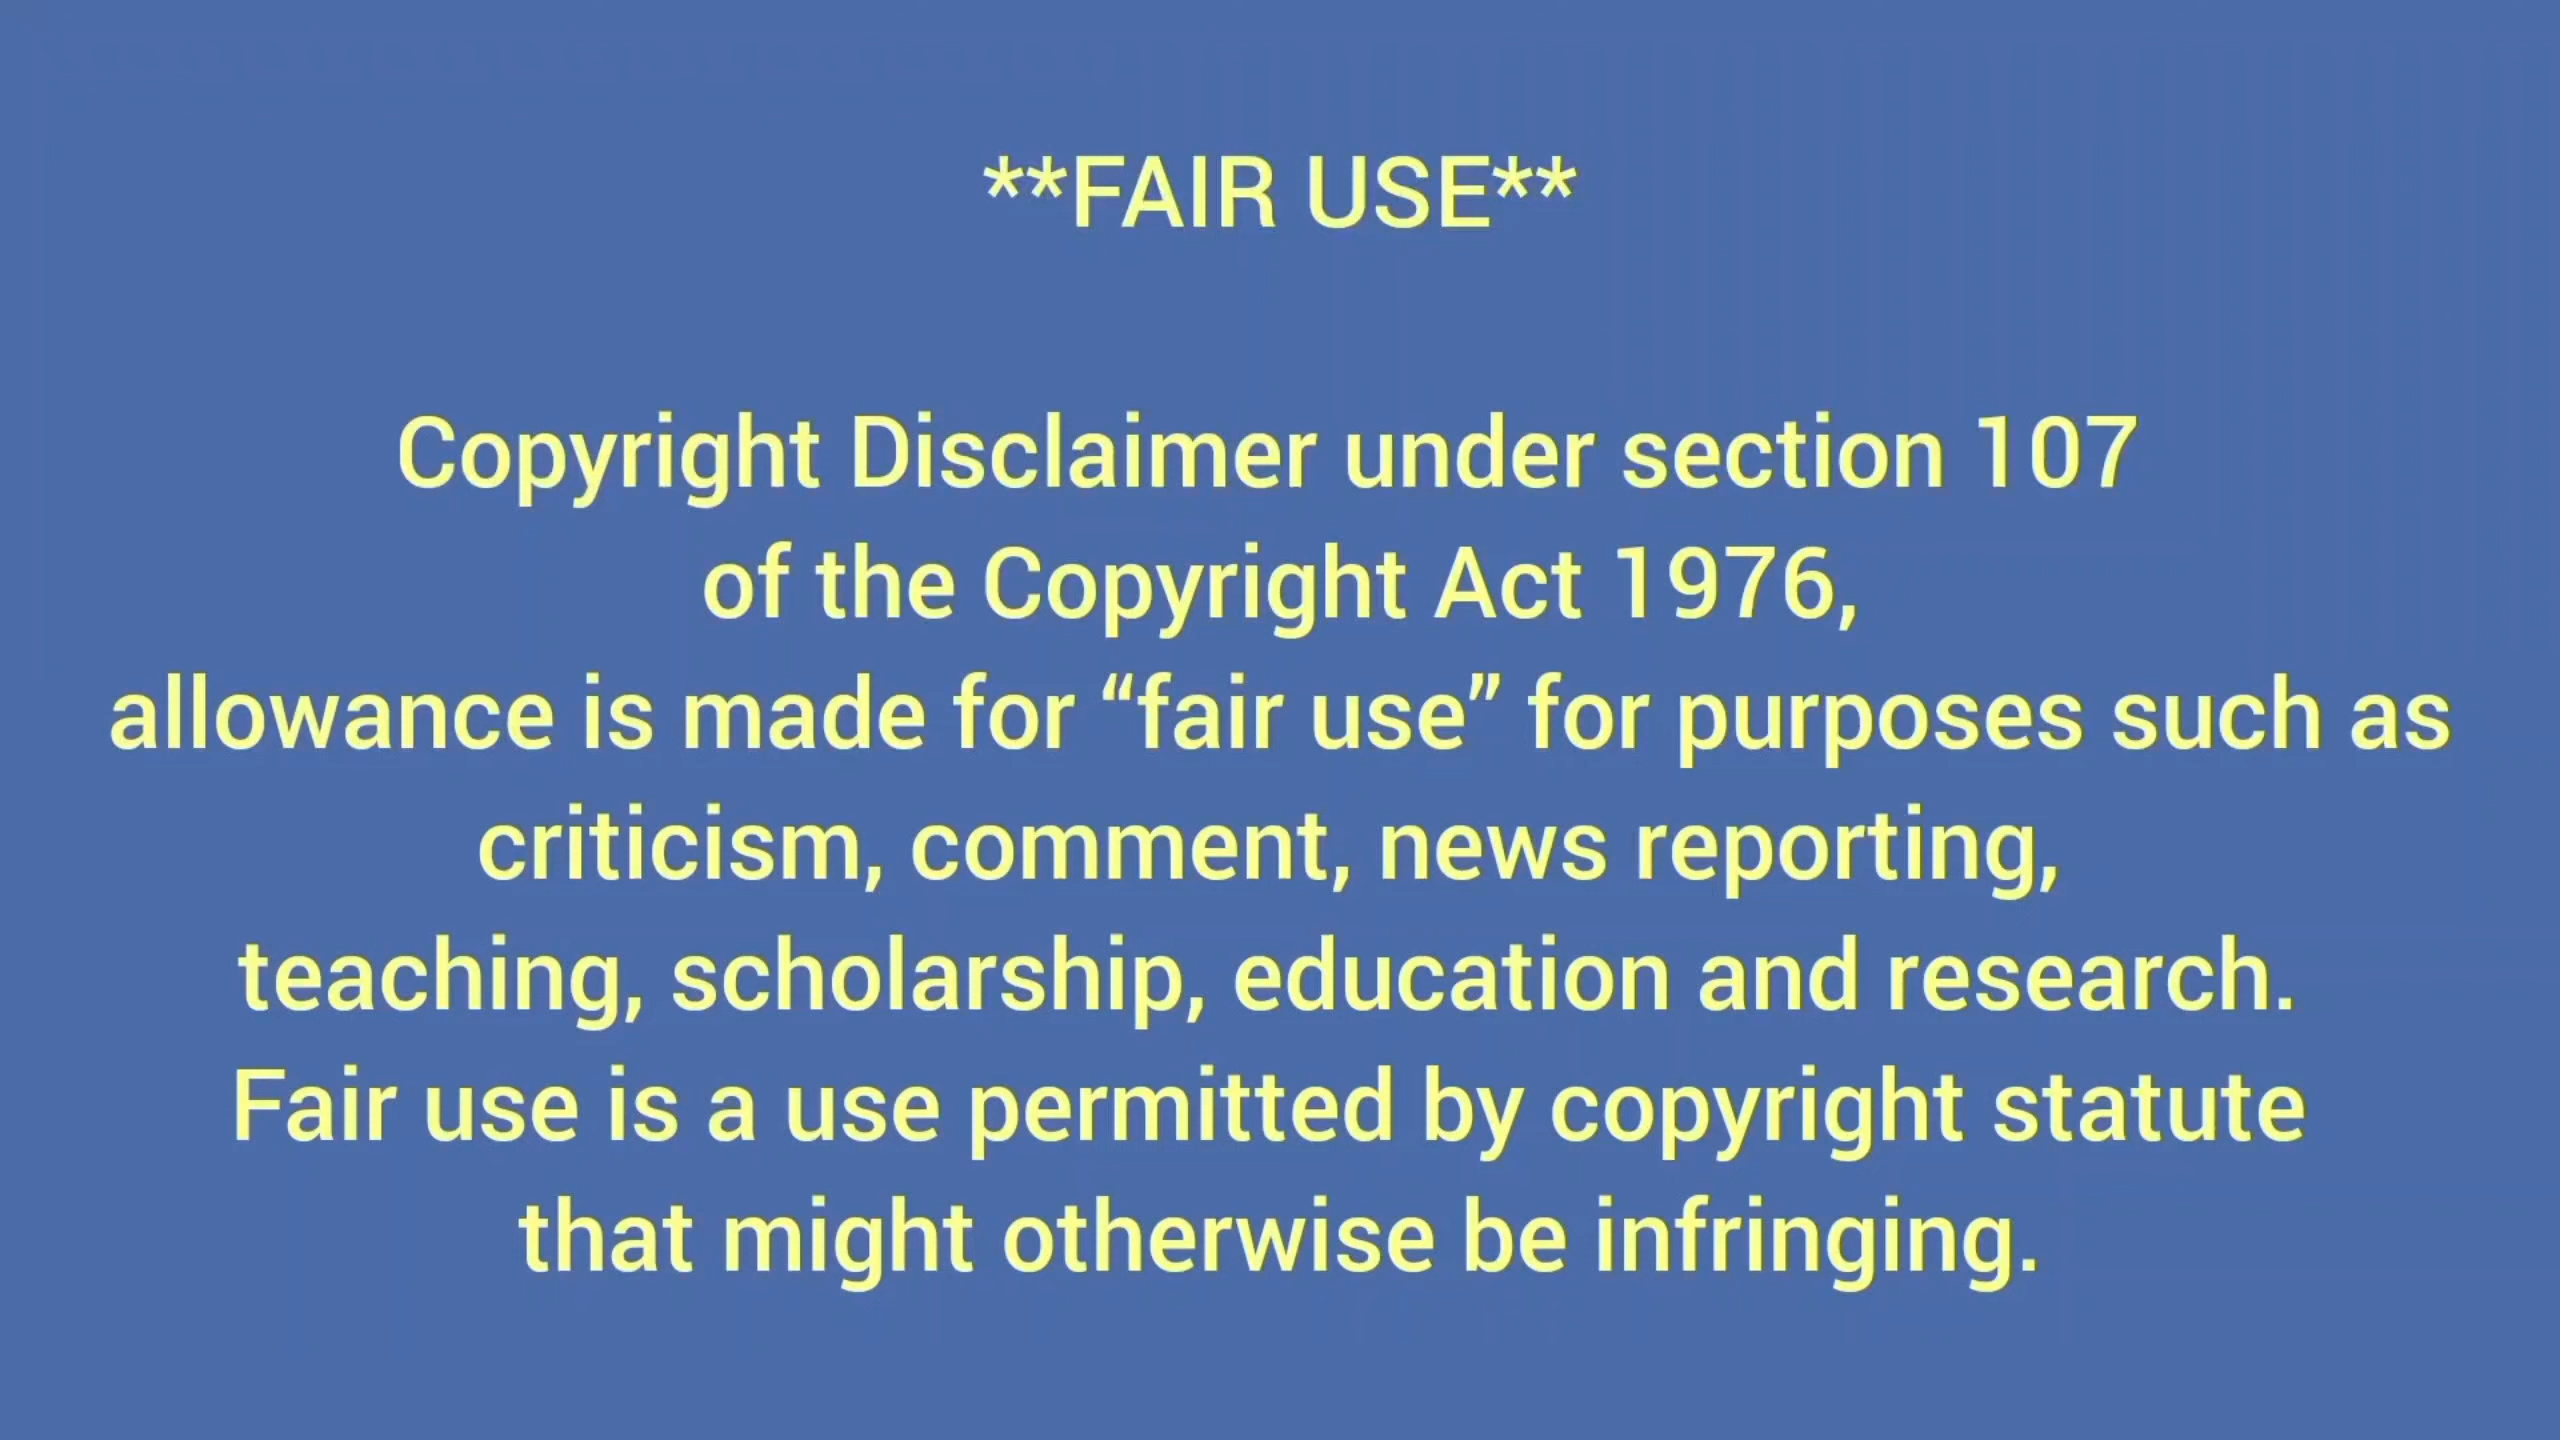 **FAIR USE**
Copyright Disclaimer under section 107
of the Copyright Act 1976,
allowance is made for “fair use” for purposes such as
criticism, comment, news reporting,
teaching, scholarship, education and research.
Fair use is a use permitted by copyright statute
that might otherwise be infringing.